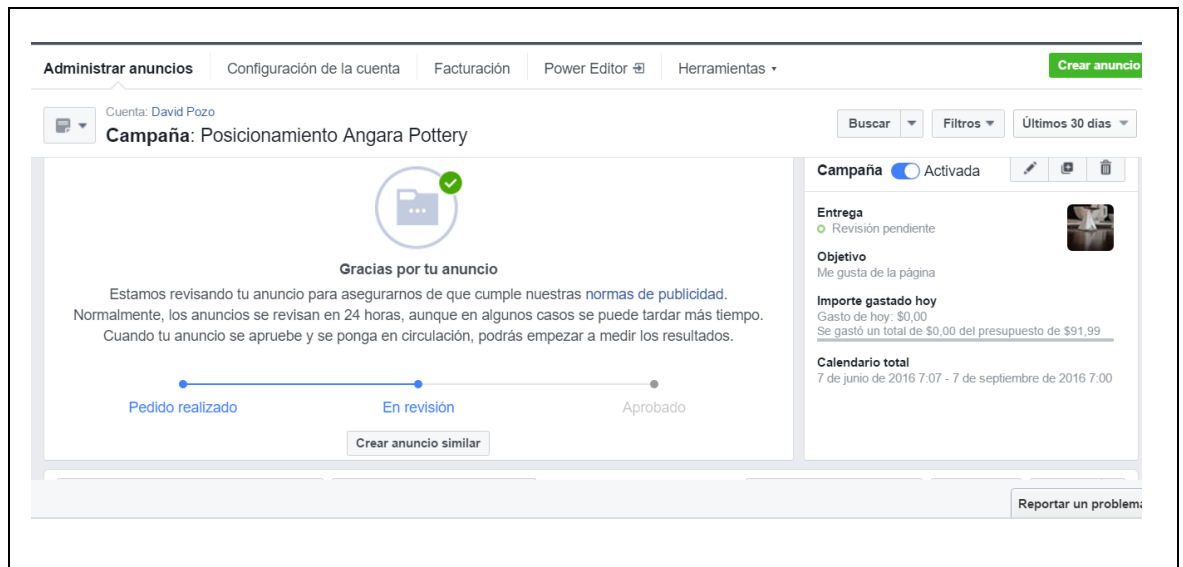 Administrar anuncios Configuración de la cuenta Facturación Power Editor Herramientas Crear anuncio
Cuenta: David Pozo
Campaña: Posicionamiento Angara Pottery
Buscar Filtros Últimos 30 días
Gracias por tu anuncio
Estamos revisando tu anuncio para asegurarnos de que cumple nuestras normas de publicidad.
Normalmente, los anuncios se revisan en 24 horas, aunque en algunos casos se puede tardar más tiempo.
Cuando tu anuncio se apruebe y se ponga en circulación, podrás empezar a medir los resultados.
Pedido realizado En revisión Aprobado
Crear anuncio similar
Campaña Activada
Entrega
Revisión pendiente
Objetivo
Me gusta de la página
Importe gastado hoy
Gasto de hoy: $0,00
Se gastó un total de $0,00 del presupuesto de $91,99
Calendario total
7 de junio de 2016 7:07 - 7 de septiembre de 2016 7:00
Reportar un problema